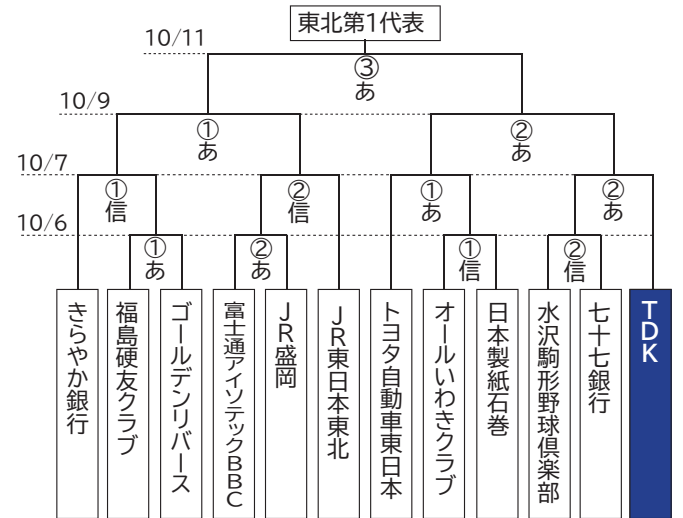 東北第1代表
10/11
③
あ
10/9
①
あ
②
あ
10/7
①
信
②
信
①
あ
②
あ
10/6
①
あ
②
あ
①
信
②
信
きらやか銀行
福島硬友クラブ
ゴールデンリバース
富士通アイソテックBBC
JR盛岡
JR東日本東北
トヨタ自動車東日本
オールいわきクラブ
日本製紙石巻
水沢駒形野球倶楽部
七十七銀行
TDK